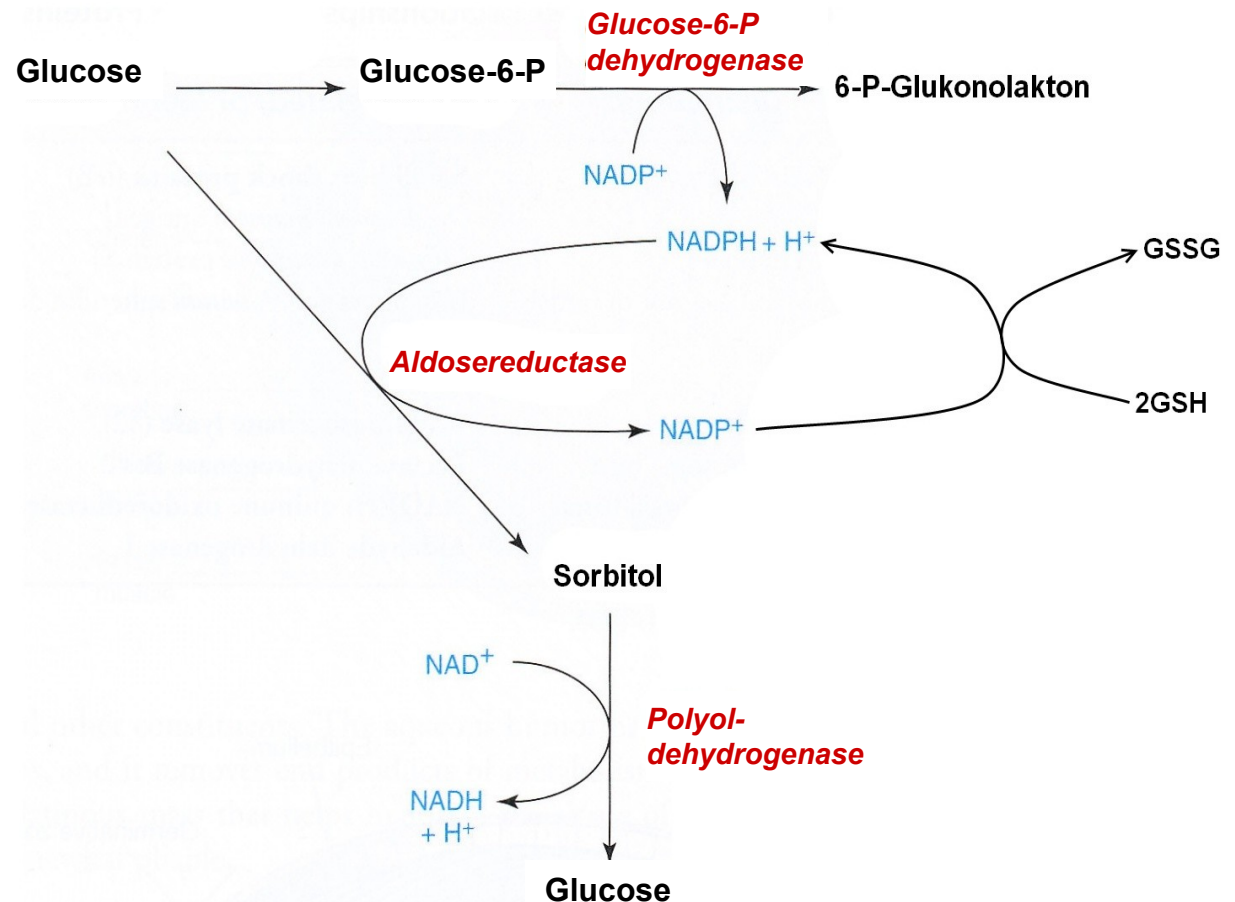 Glucose-6-P
dehydrogenase
Glucose
Glucose-6-P
6-P-Glukonolakton
NADP+
NADPH + H+
GSSG
Aldosereductase
2GSH
NADP+
Sorbitol
NAD+
Polyol-
dehydrogenase
NADH
+ H+
Glucose